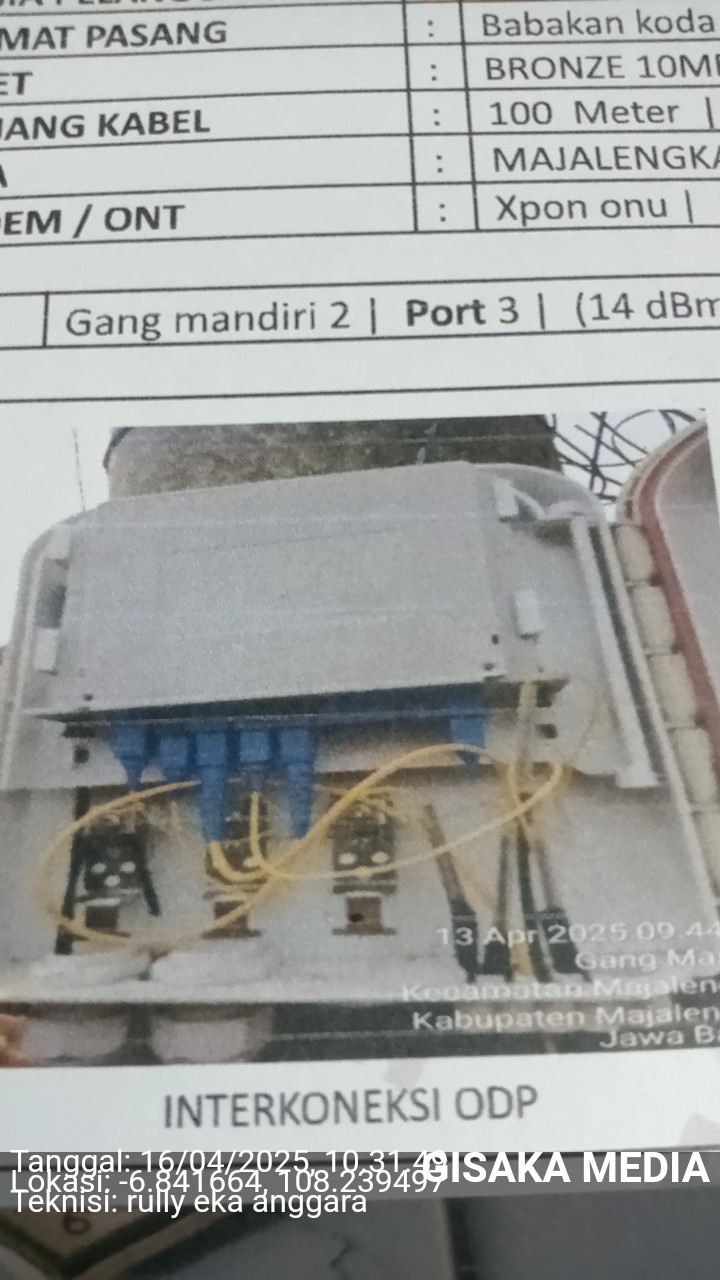 MAT PASANG : Babakan koda
ET : BRONZE 10M
JANG KABEL : 100 Meter |
A : MAJALENGKA
EM / ONT : Xpon onu |
Gang mandiri 2 | Port 3 | (14 dBm
13 Apr 2025 09.44
Gang Ma
Kecamatan Majalen
Kabupaten Majalen
Jawa Ba
INTERKONEKSI ODP
Tanggal: 16/04/2025, 10.31.49
GISAKA MEDIA
Lokasi: -6.841664, 108.239497
Teknisi: rully eka anggara